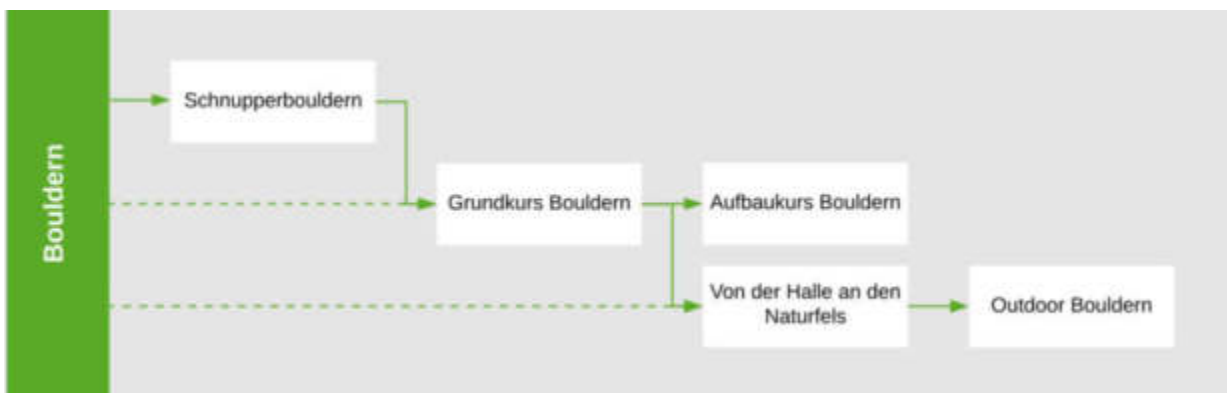 Bouldern
Schnupperbouldern
Grundkurs Bouldern
Aufbaukurs Bouldern
Von der Halle an den
Naturfels
Outdoor Bouldern